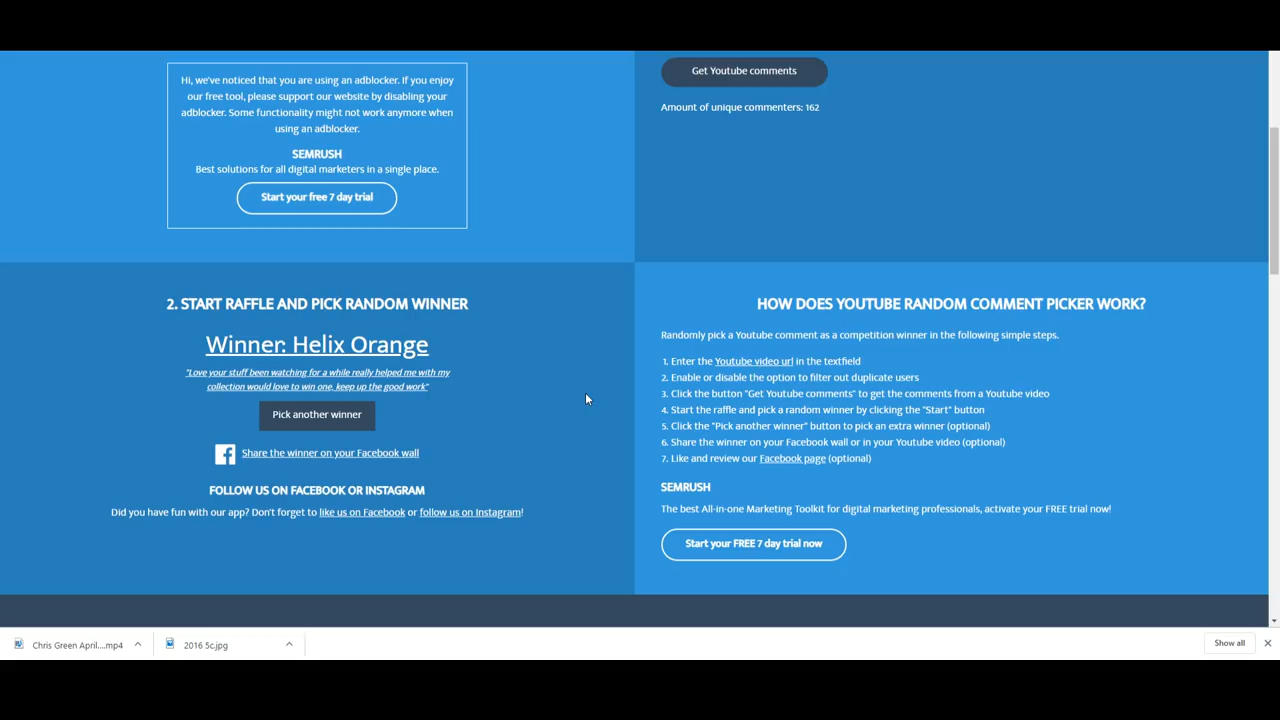 Hi, we've noticed that you are using an adblocker. If you enjoy
our free tool, please support our website by disabling your
adblocker. Some functionality might not work anymore when
using an adblocker.
SEMRUSH
Best solutions for all digital marketers in a single place.
Start your free 7 day trial
Get Youtube comments
Amount of unique commenters: 162
2. START RAFFLE AND PICK RANDOM WINNER
Winner: Helix Orange
"Love your stuff been watching for a while really helped me with my
collection would love to win one, keep up the good work"
Pick another winner
Share the winner on your Facebook wall
FOLLOW US ON FACEBOOK OR INSTAGRAM
Did you have fun with our app? Don't forget to like us on Facebook or follow us on Instagram!
HOW DOES YOUTUBE RANDOM COMMENT PICKER WORK?
Randomly pick a Youtube comment as a competition winner in the following simple steps.
1. Enter the Youtube video url in the textfield
2. Enable or disable the option to filter out duplicate users
3. Click the button "Get Youtube comments" to get the comments from a Youtube video
4. Start the raffle and pick a random winner by clicking the "Start" button
5. Click the "Pick another winner" button to pick an extra winner (optional)
6. Share the winner on your Facebook wall or in your Youtube video (optional)
7. Like and review our Facebook page (optional)
SEMRUSH
The best All-in-one Marketing Toolkit for digital marketing professionals, activate your FREE trial now!
Start your FREE 7 day trial now
Chris Green April....mp4
2016 5c.jpg
Show all